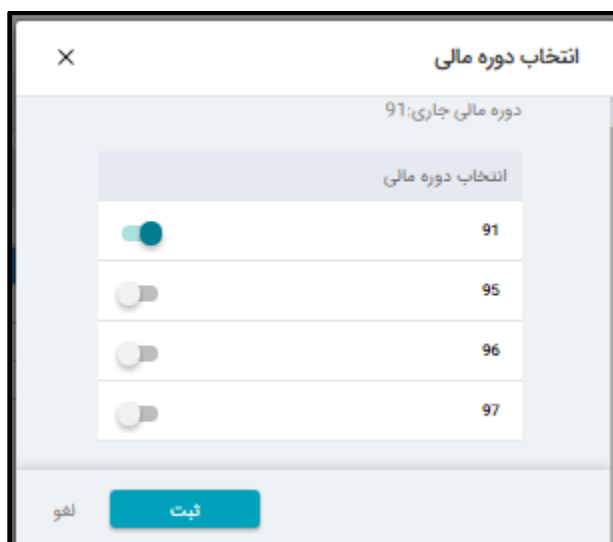 انتخاب دوره مالی
دوره مالی جاری:91
انتخاب دوره مالی
91
95
96
97
ثبت
لغو